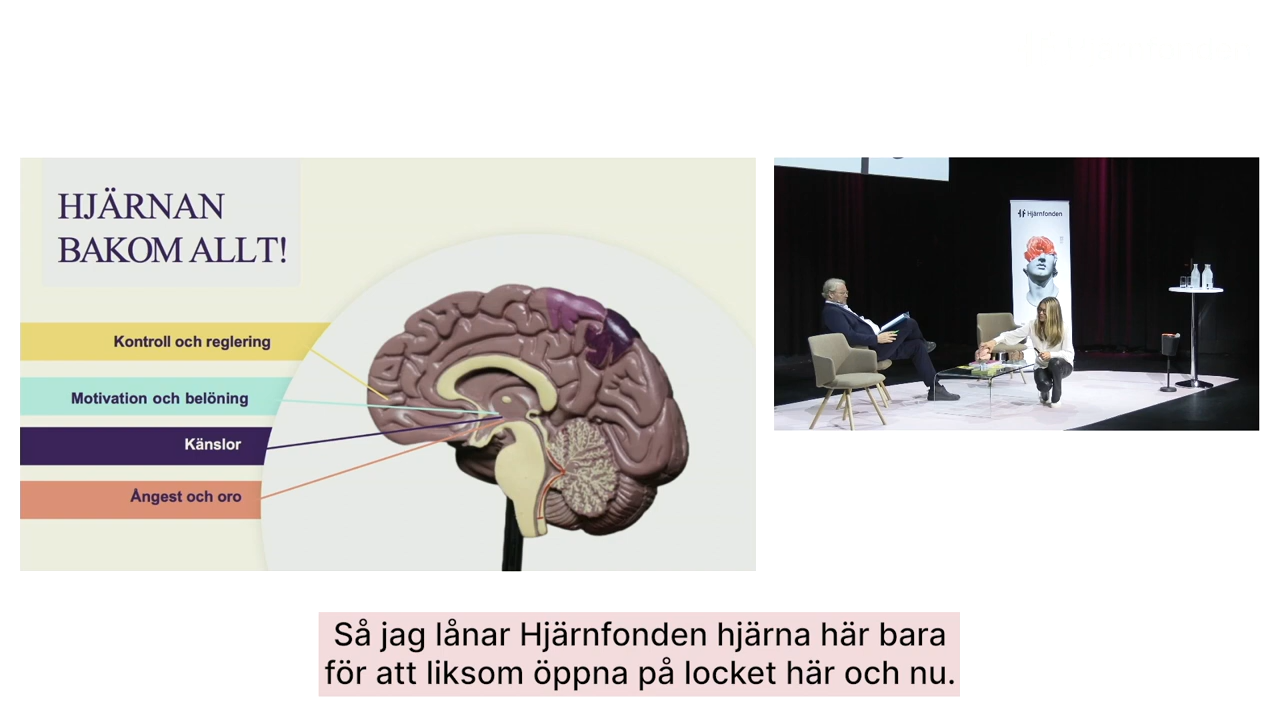 HJÄRNAN
BAKOM ALLT!
Kontroll och reglering
Motivation och belöning
Känslor
Ångest och oro
Hjärnfonden
Så jag lånar Hjärnfonden hjärna här bara
för att liksom öppna på locket här och nu.